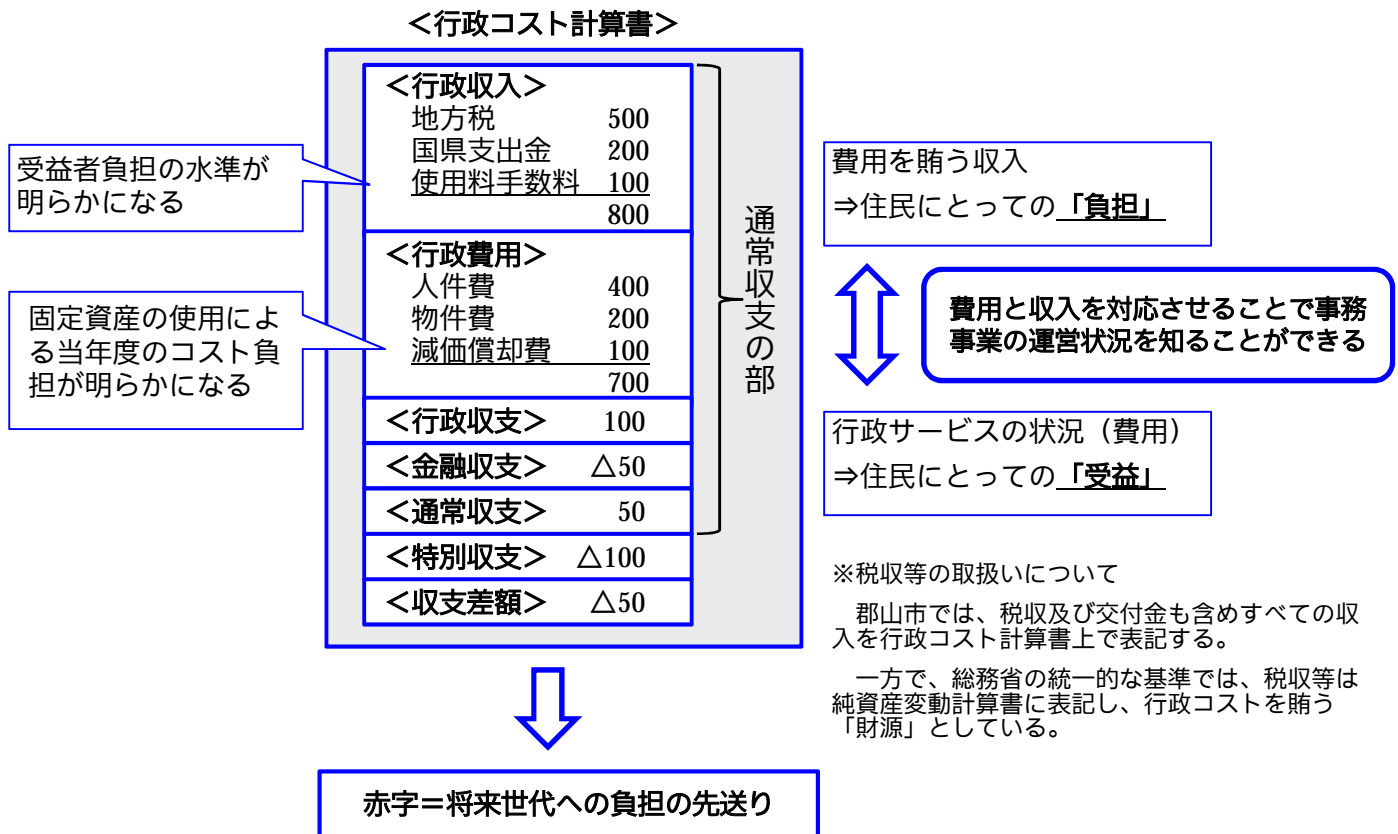 ＜行政コスト計算書＞
＜行政収入＞
地方税 500
国県支出金 200
使用料手数料 100
800
＜行政費用＞
人件費 400
物件費 200
減価償却費 100
700
＜行政収支＞ 100
＜金融収支＞ △50
＜通常収支＞ 50
＜特別収支＞ △100
＜収支差額＞ △50
通常収支の部
受益者負担の水準が
明らかになる
固定資産の使用によ
る当年度のコスト負
担が明らかになる
費用を賄う収入
⇒住民にとっての「負担」
費用と収入を対応させることで事務
事業の運営状況を知ることができる
行政サービスの状況（費用）
⇒住民にとっての「受益」
※税収等の取扱いについて
郡山市では、税収及び交付金も含めすべての収
入を行政コスト計算書上で表記する。
一方で、総務省の統一的な基準では、税収等は
純資産変動計算書に表記し、行政コストを賄う
「財源」としている。
赤字＝将来世代への負担の先送り